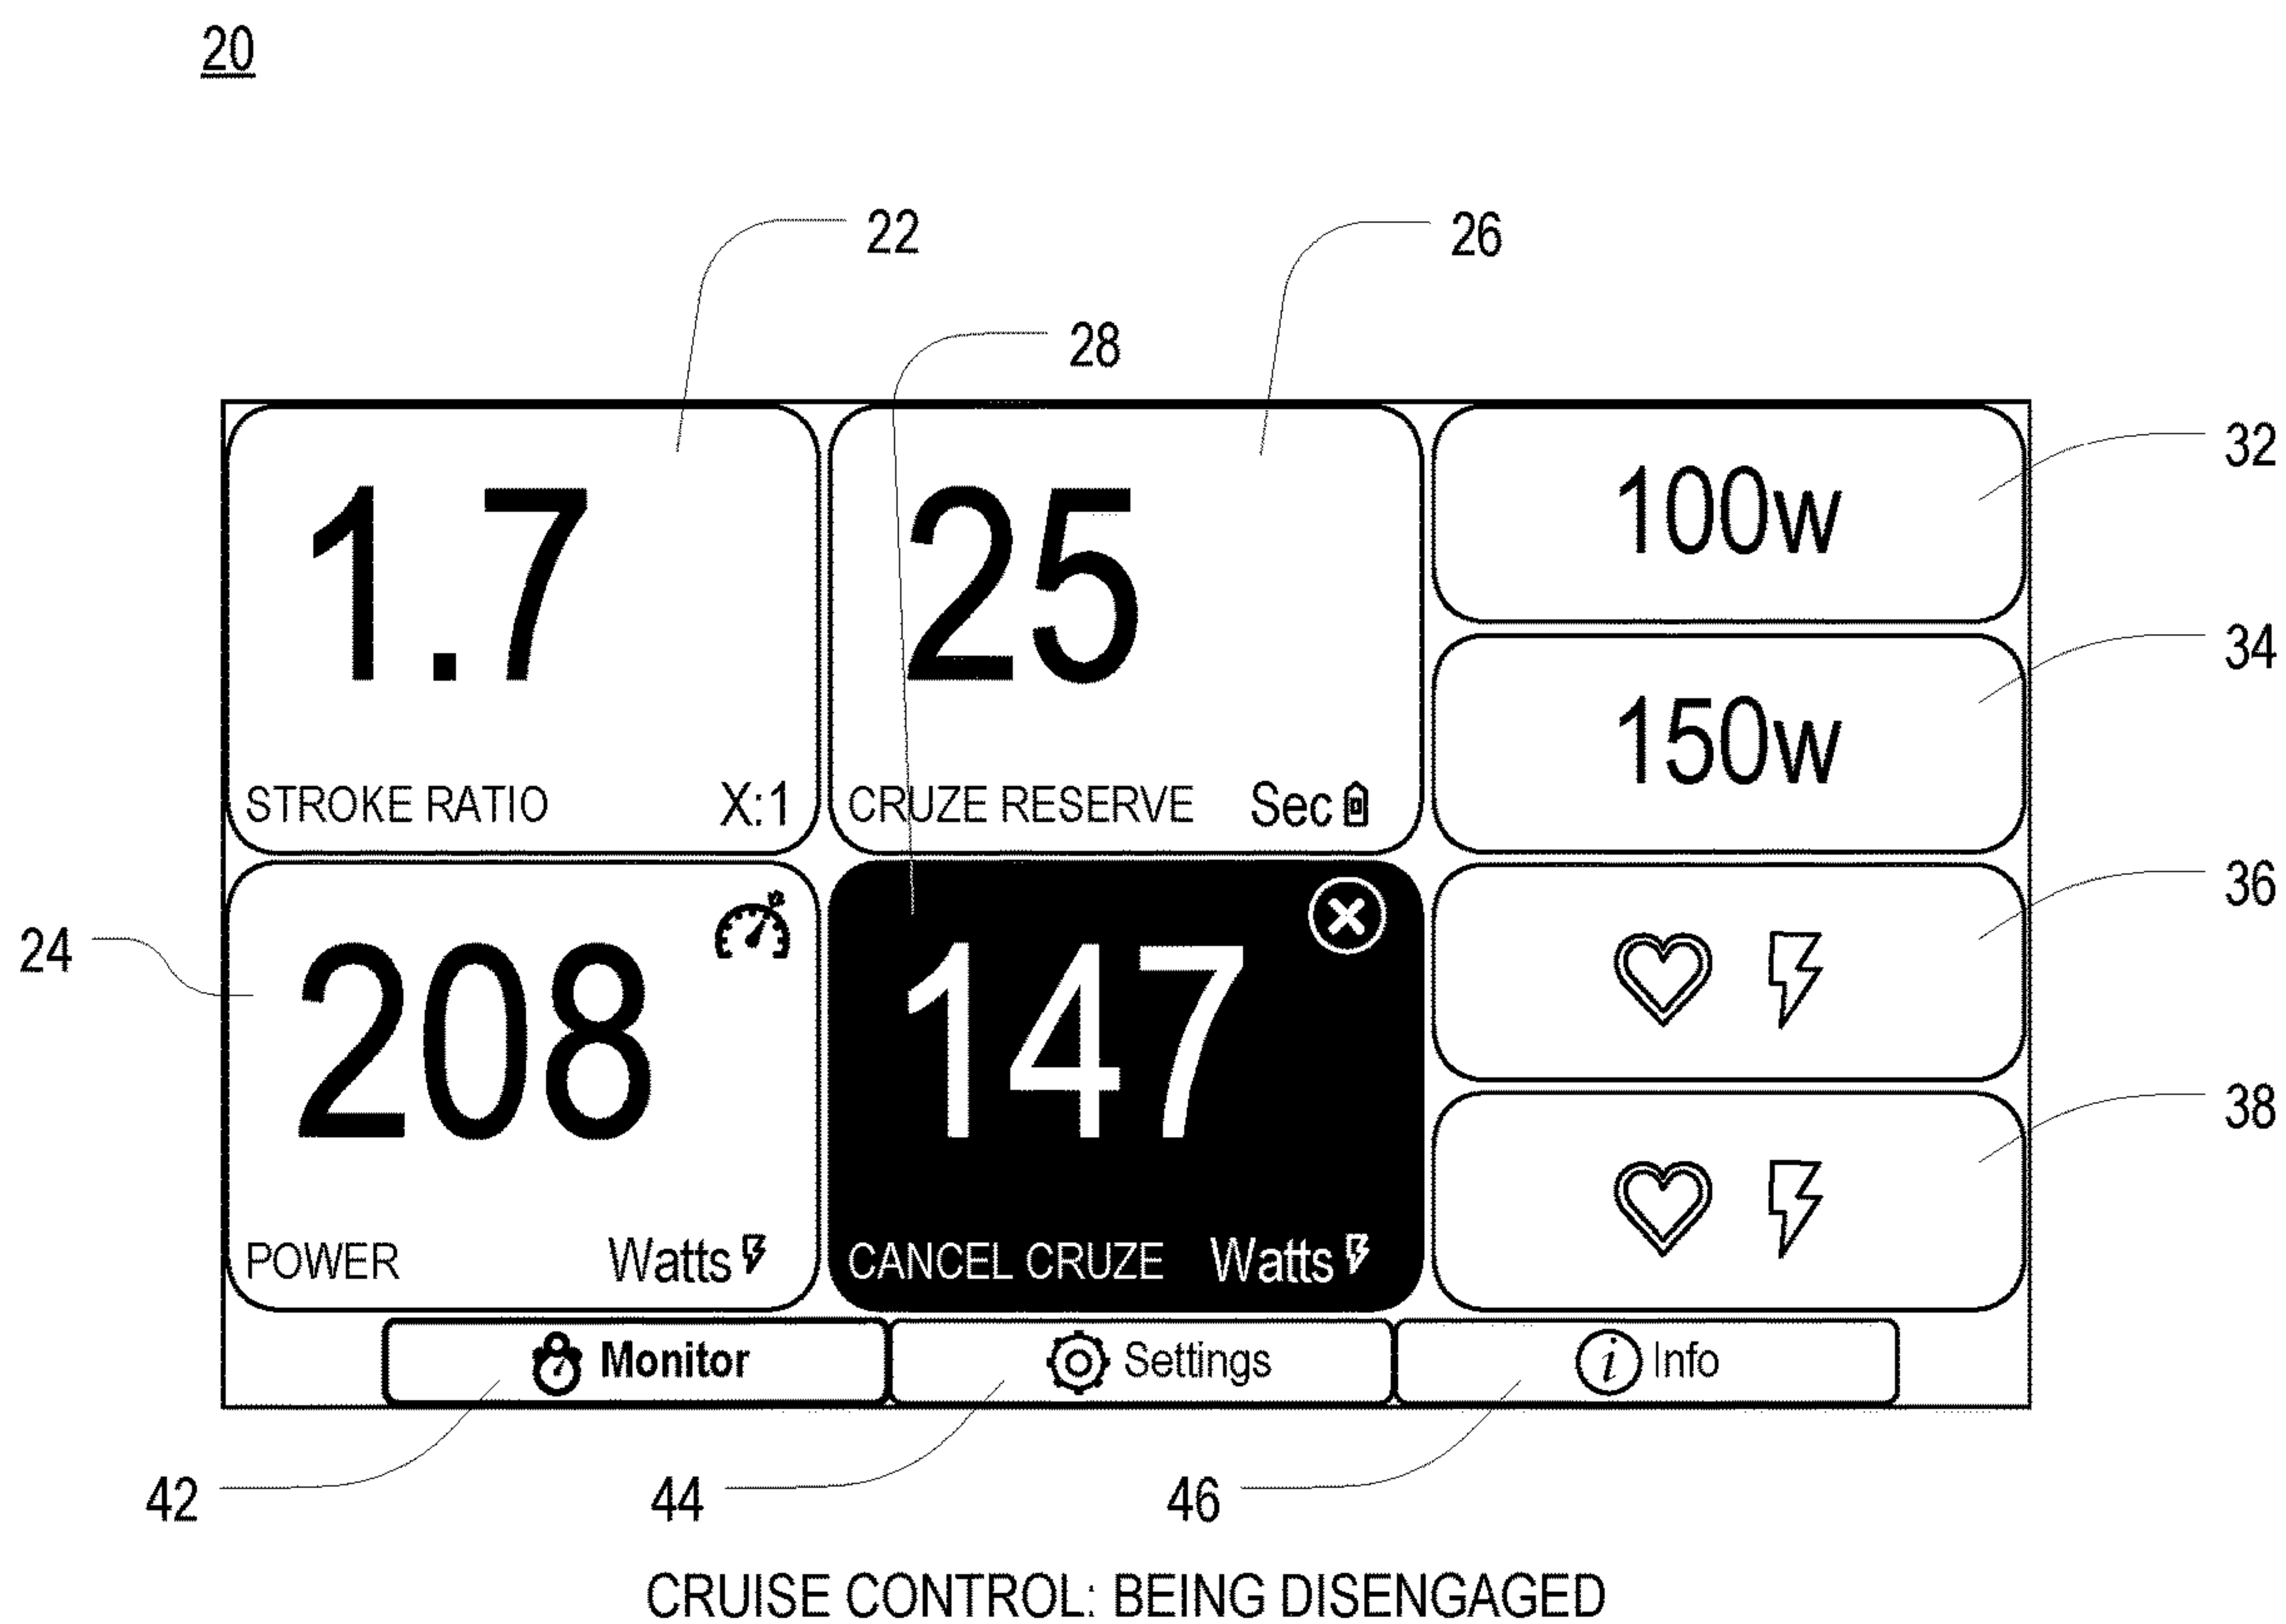 20
22
26
28
1.7
25
100w
32
STROKE RATIO X:1
CRUZE RESERVE Sec
150w
34
24
208
147
36
POWER Watts
CANCEL CRUZE Watts
38
Monitor
Settings
i Info
42
44
46
CRUISE CONTROL: BEING DISENGAGED